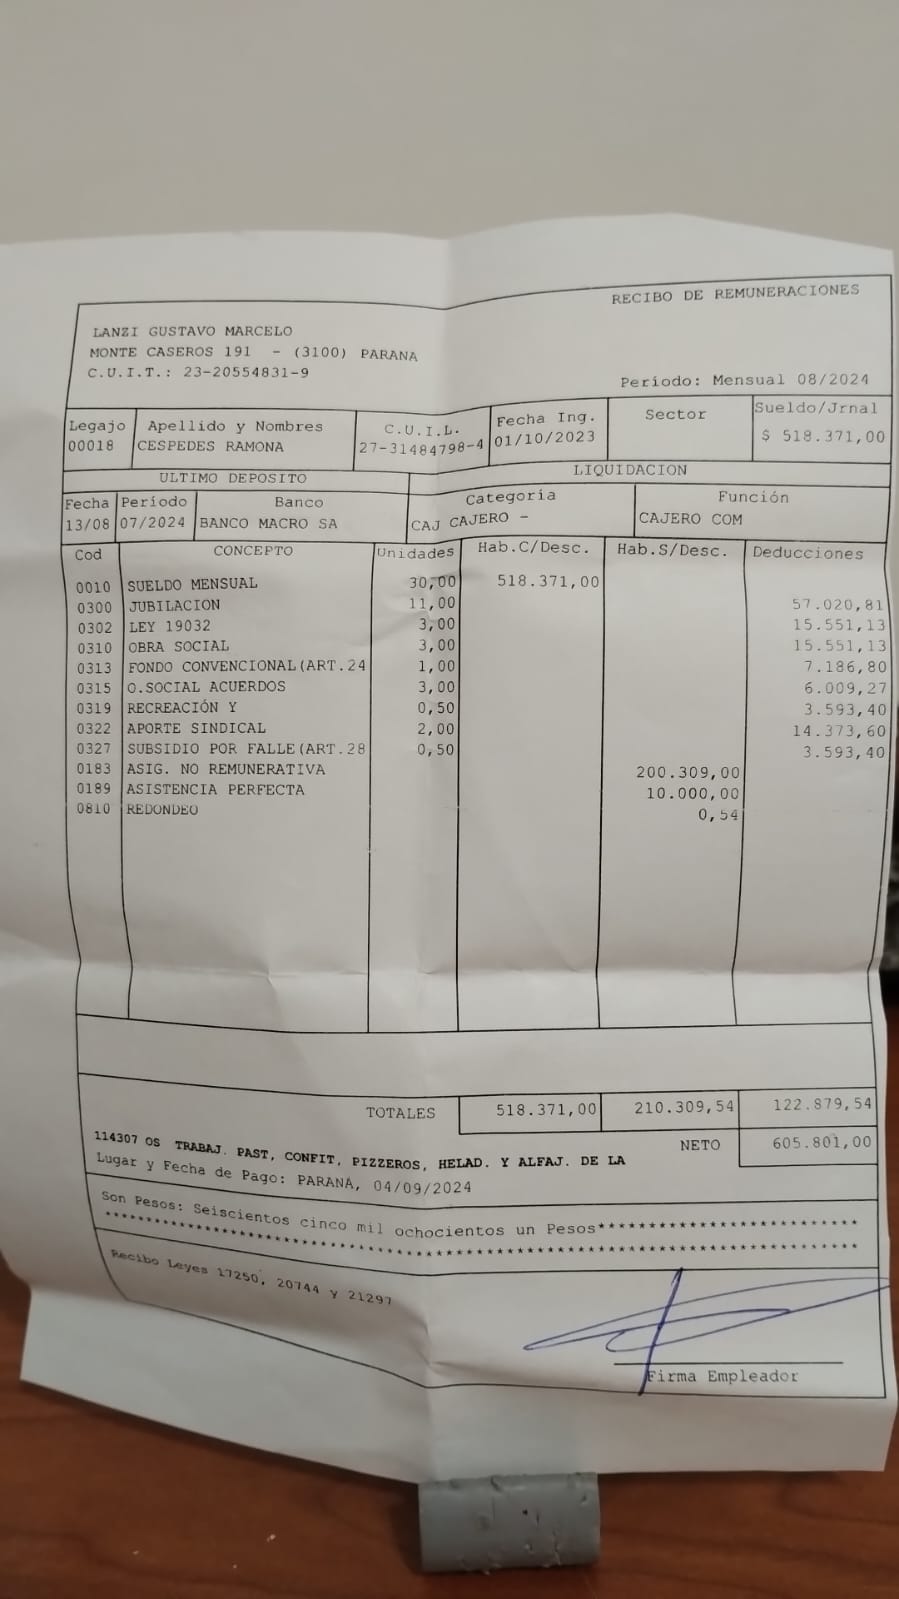 RECIBO DE REMUNERACIONES
LANZI GUSTAVO MARCELO
MONTE CASEROS 191 - (3100) PARANA
C.U.I.T.: 23-20554831-9
Período: Mensual 08/2024
Legajo Apellido y Nombres C.U.I.L. Fecha Ing. Sector Sueldo/Jrnal
00018 CESPEDES RAMONA 27-31484798-4 01/10/2023 $ 518.371,00
ULTIMO DEPOSITO LIQUIDACION
Fecha Período Banco Categoría Función
13/08 07/2024 BANCO MACRO SA CAJ CAJERO - CAJERO COM
Cod CONCEPTO Unidades Hab.C/Desc. Hab.S/Desc. Deducciones
0010 SUELDO MENSUAL 30,00 518.371,00
0300 JUBILACION 11,00 57.020,81
0302 LEY 19032 3,00 15.551,13
0310 OBRA SOCIAL 3,00 15.551,13
0313 FONDO CONVENCIONAL(ART.24 1,00 7.186,80
0315 O.SOCIAL ACUERDOS 3,00 6.009,27
0319 RECREACIÓN Y 0,50 3.593,40
0322 APORTE SINDICAL 2,00 14.373,60
0327 SUBSIDIO POR FALLE(ART.28 0,50 3.593,40
0183 ASIG. NO REMUNERATIVA 200.309,00
0189 ASISTENCIA PERFECTA 10.000,00
0810 REDONDEO 0,54
TOTALES 518.371,00 210.309,54 122.879,54
114307 OS TRABAJ. PAST, CONFIT, PIZZEROS, HELAD. Y ALFAJ. DE LA NETO 605.801,00
Lugar y Fecha de Pago: PARANA, 04/09/2024
Son Pesos: Seiscientos cinco mil ochocientos un Pesos**************************
****************************************************************************************
Recibo Leyes 17250, 20744 y 21297
Firma Empleador